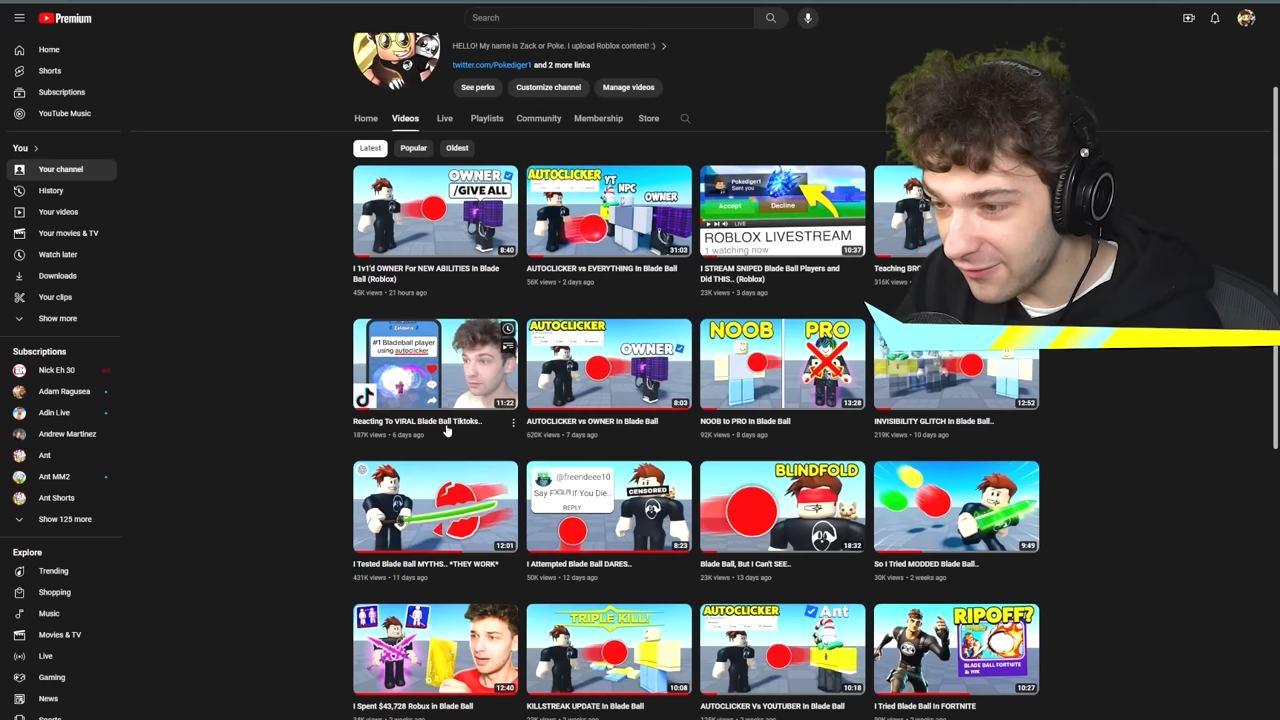 Premium
Search
Home
Shorts
Subscriptions
YouTube Music
You
Your channel
History
Your videos
Your movies & TV
Watch later
Downloads
Your clips
Show more
Subscriptions
Nick Eh 30
Adam Ragusea
Adin Live
Andrew Martinez
Ant
Ant MM2
Ant Shorts
Show 125 more
Explore
Trending
Shopping
Music
Movies & TV
Live
Gaming
News
Sports
HELLO! My name is Zack or Poke. I upload Roblox content! :)
twitter.com/Pokediger1 and 2 more links
See perks
Customize channel
Manage videos
Home
Videos
Live
Playlists
Community
Membership
Store
Latest
Popular
Oldest
OWNER
/GIVE ALL
8:40
I 1v1'd OWNER For NEW ABILITIES In Blade
Ball (Roblox)
45K views • 21 hours ago
AUTOCLICKER
YT
NPC
OWNER
31:03
AUTOCLICKER vs EVERYTHING In Blade Ball
56K views • 2 days ago
Pokediger1
Sent you
Accept
Decline
LIVE
ROBLOX LIVESTREAM
1 watching now
10:37
I STREAM SNIPED Blade Ball Players and
Did THIS.. (Roblox)
23K views • 3 days ago
Teaching BRO
316K
#1 Bladeball player
using autoclicker
11:22
Reacting To VIRAL Blade Ball Tiktoks..
187K views • 6 days ago
AUTOCLICKER
OWNER
8:03
AUTOCLICKER vs OWNER In Blade Ball
620K views • 7 days ago
NOOB
PRO
13:28
NOOB to PRO In Blade Ball
92K views • 8 days ago
12:52
INVISIBILITY GLITCH In Blade Ball..
219K views • 10 days ago
12:01
I Tested Blade Ball MYTHS.. *THEY WORK*
431K views • 11 days ago
@freendeee10
If You Die..
REPLY
CENSORED
8:23
I Attempted Blade Ball DARES..
50K views • 12 days ago
BLINDFOLD
18:32
Blade Ball, But I Can't SEE..
23K views • 13 days ago
9:49
So I Tried MODDED Blade Ball..
30K views • 2 weeks ago
12:40
I Spent $43,728 Robux in Blade Ball
TRIPLE KILL!
10:08
KILLSTREAK UPDATE In Blade Ball
AUTOCLICKER
Ant
10:18
AUTOCLICKER Vs YOUTUBER In Blade Ball
RIPOFF?
BLADE BALL FORTNITE
10:27
I Tried Blade Ball In FORTNITE